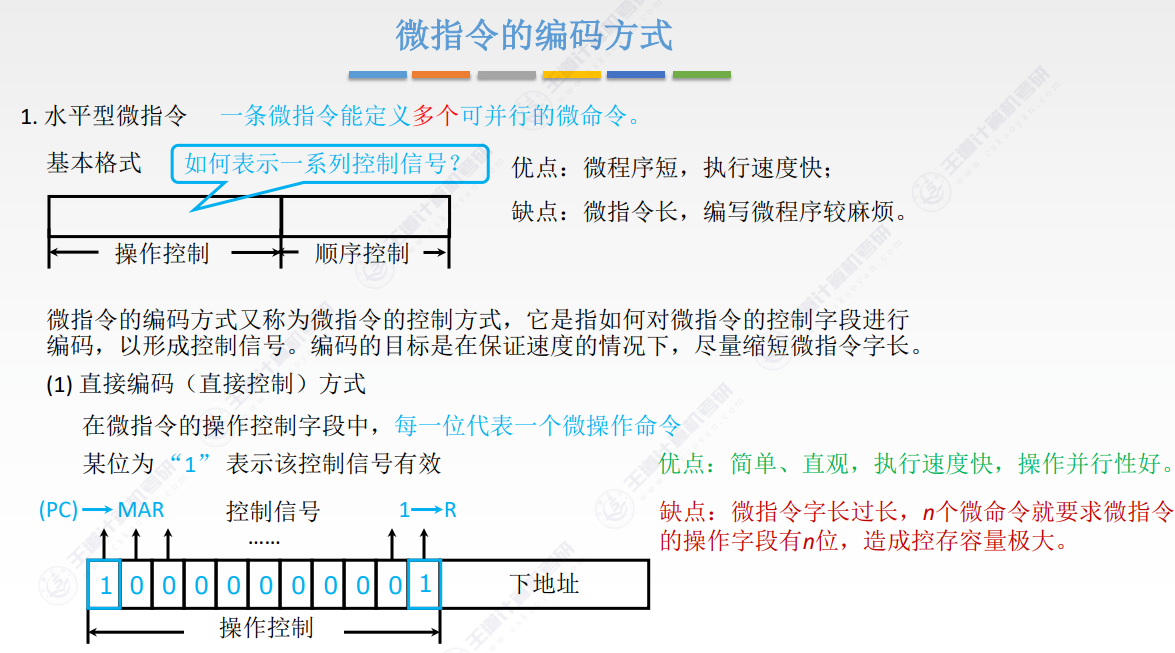 微指令的编码方式
1. 水平型微指令 一条微指令能定义多个可并行的微命令。
基本格式 如何表示一系列控制信号？ 优点：微程序短，执行速度快；
缺点：微指令长，编写微程序较麻烦。
操作控制 顺序控制
微指令的编码方式又称为微指令的控制方式，它是指如何对微指令的控制字段进行
编码，以形成控制信号。编码的目标是在保证速度的情况下，尽量缩短微指令字长。
(1) 直接编码（直接控制）方式
在微指令的操作控制字段中，每一位代表一个微操作命令
某位为“1”表示该控制信号有效 优点：简单、直观，执行速度快，操作并行性好。
(PC)→MAR 控制信号 1→R 缺点：微指令字长过长，n个微命令就要求微指令
…… 的操作字段有n位，造成控存容量极大。
1 0 0 0 0 0 0 0 0 0 1 下地址
操作控制
王道计算机考研
www.cskaoyan.com